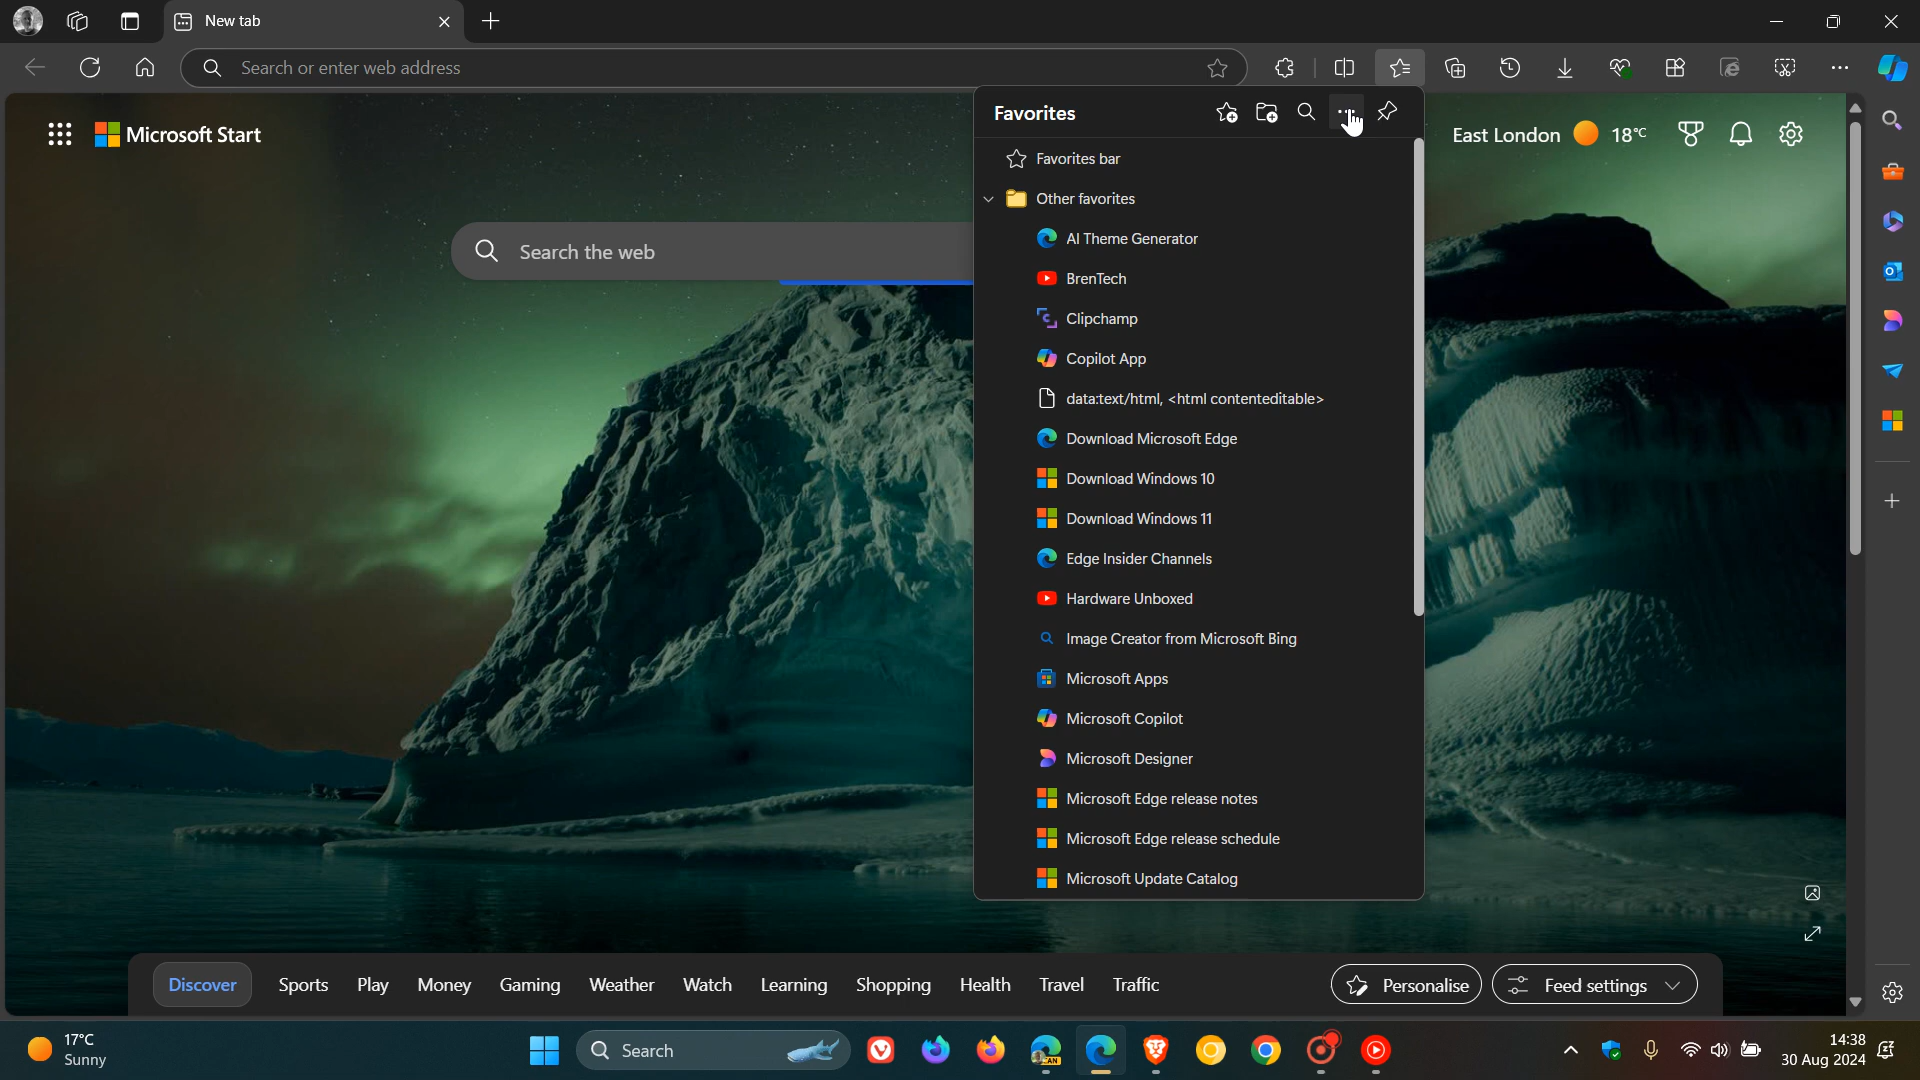 New tab
Search or enter web address
Microsoft Start
Favorites
East London 18°C
Favorites bar
Other favorites
Search the web
AI Theme Generator
BrenTech
Clipchamp
Copilot App
data:text/html, <html contenteditable>
Download Microsoft Edge
Download Windows 10
Download Windows 11
Edge Insider Channels
Hardware Unboxed
Image Creator from Microsoft Bing
Microsoft Apps
Microsoft Copilot
Microsoft Designer
Microsoft Edge release notes
Microsoft Edge release schedule
Microsoft Update Catalog
Discover Sports Play Money Gaming Weather Watch Learning Shopping Health Travel Traffic Personalise Feed settings
17°C
Sunny
Search
CAN
14:38
30 Aug 2024